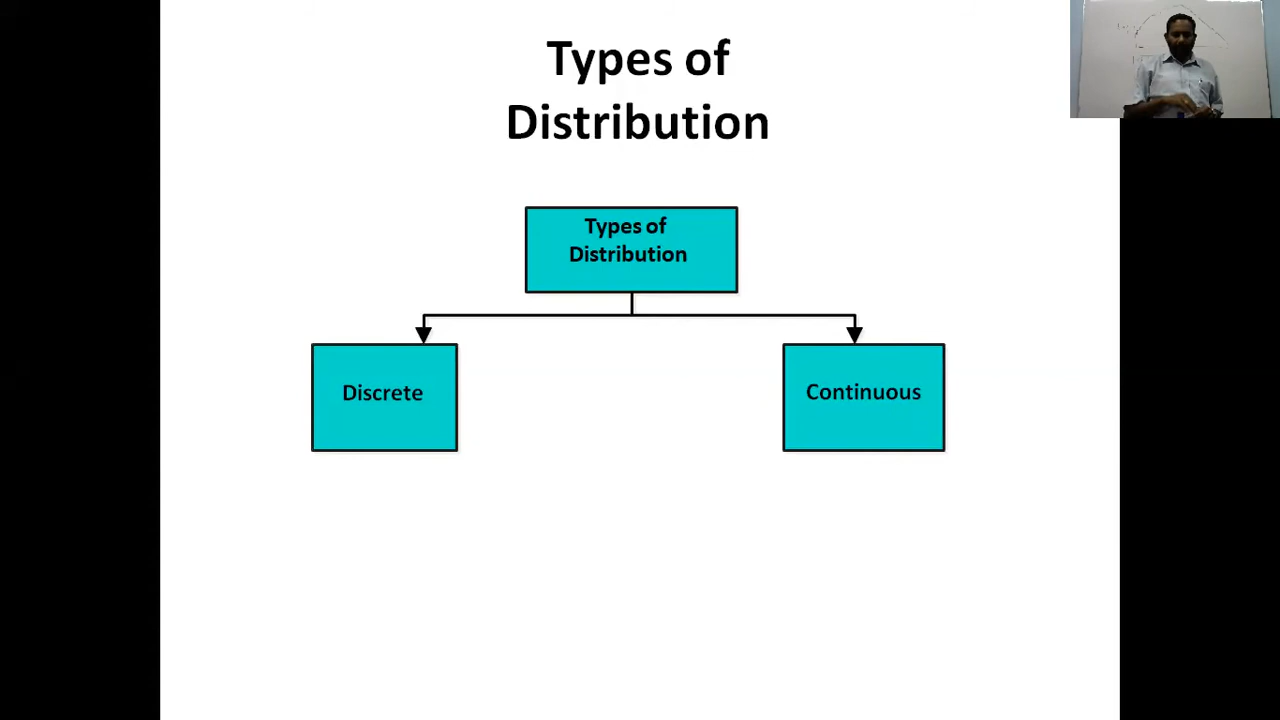 Types of
Distribution
Types of
Distribution
Discrete
Continuous